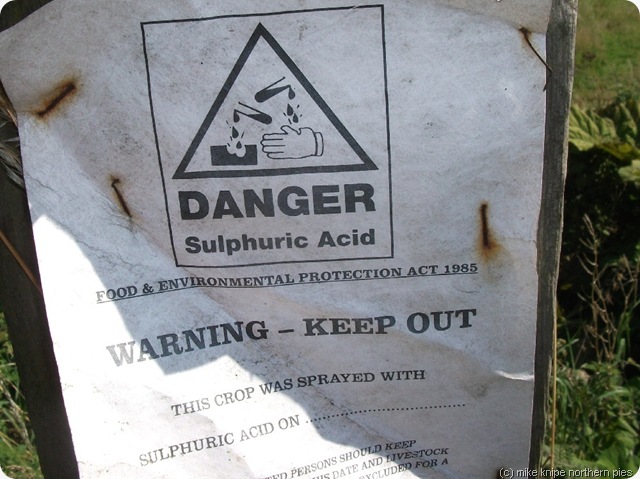 DANGER
Sulphuric Acid
FOOD & ENVIRONMENTAL PROTECTION ACT 1985
WARNING – KEEP OUT
THIS CROP WAS SPRAYED WITH
SULPHURIC ACID ON ........................................
PERSONS SHOULD KEEP
THIS DATE AND LIVESTOCK
EXCLUDED FOR A
(c) mike knipe northern pies